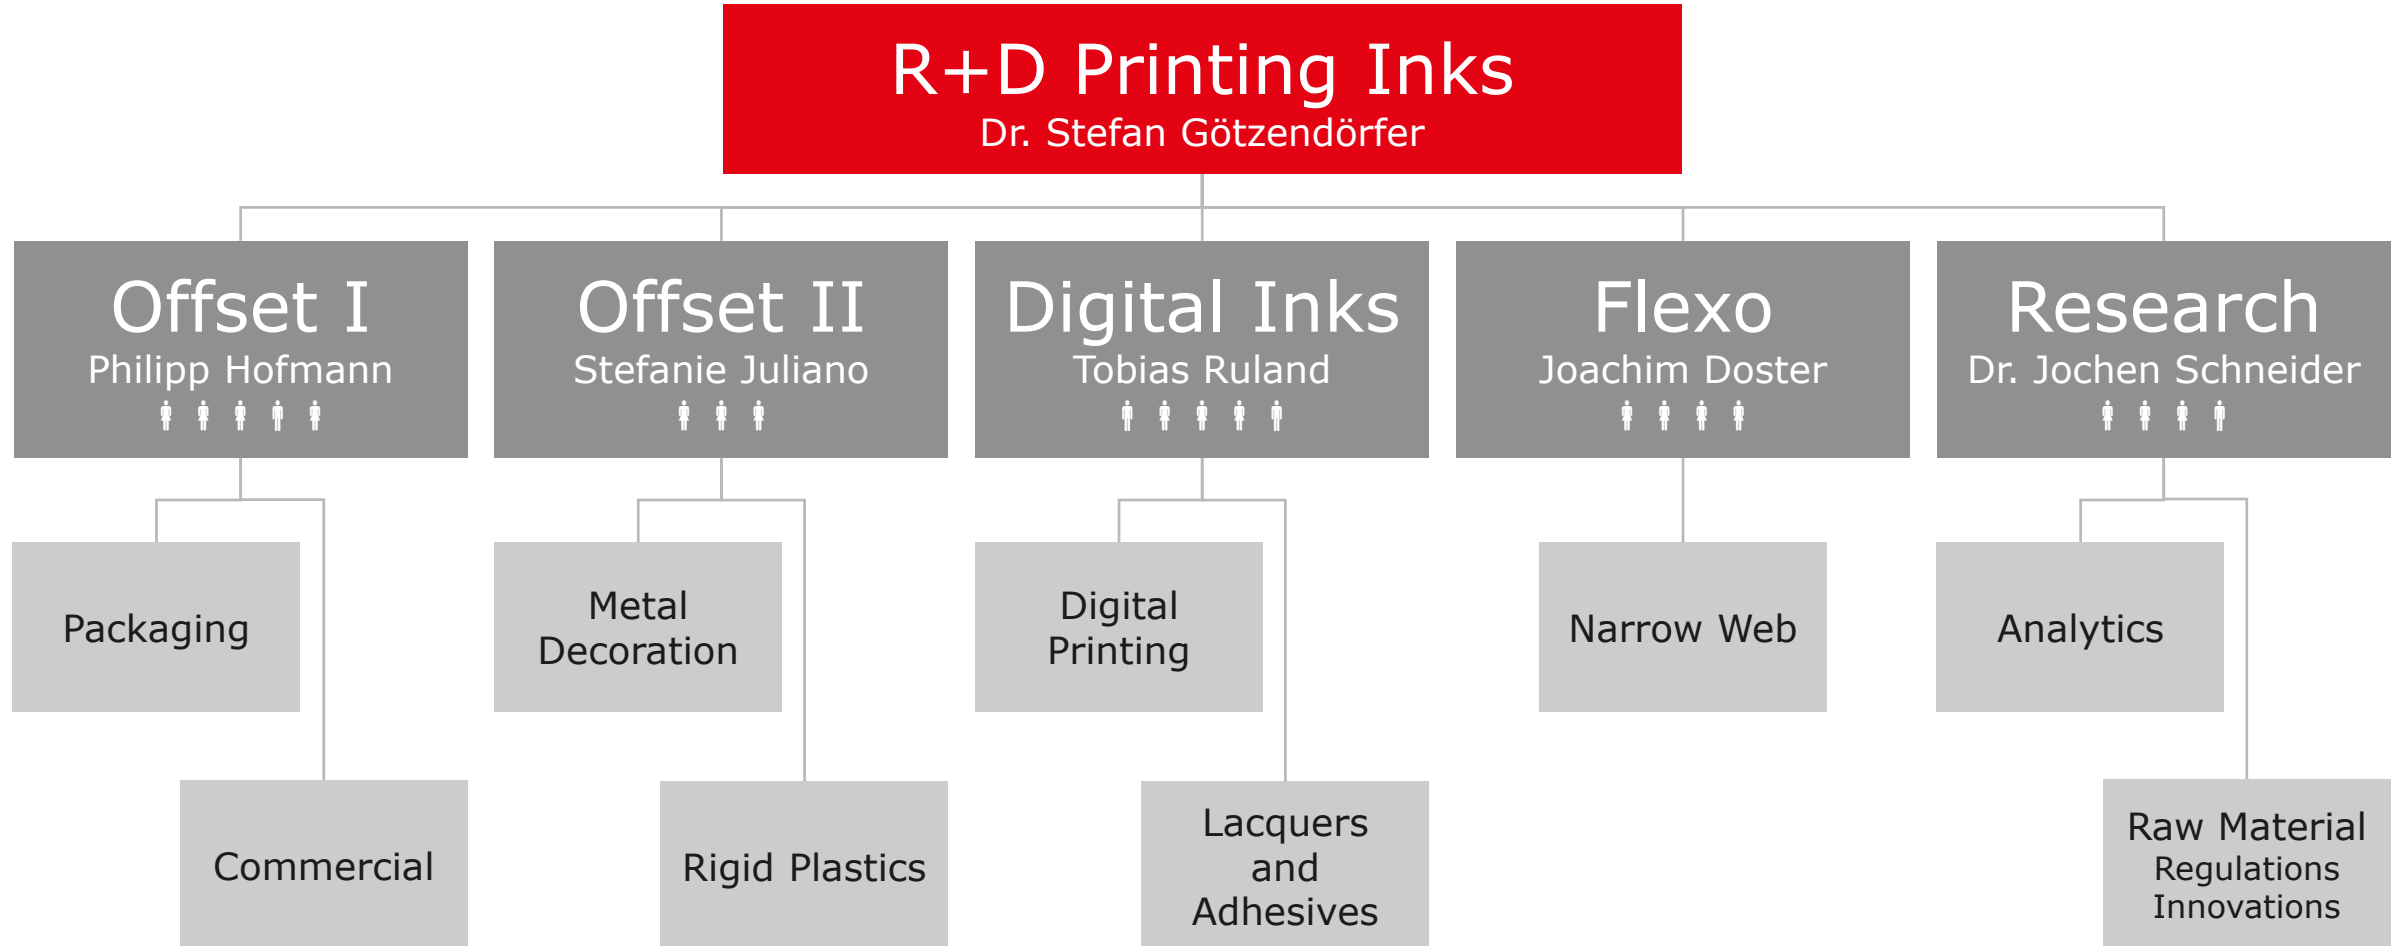 R+D Printing Inks
Dr. Stefan Götzendörfer
Offset I
Philipp Hofmann
Offset II
Stefanie Juliano
Digital Inks
Tobias Ruland
Flexo
Joachim Doster
Research
Dr. Jochen Schneider
Packaging
Metal
Decoration
Digital
Printing
Narrow Web
Analytics
Commercial
Rigid Plastics
Lacquers
and
Adhesives
Raw Material
Regulations
Innovations